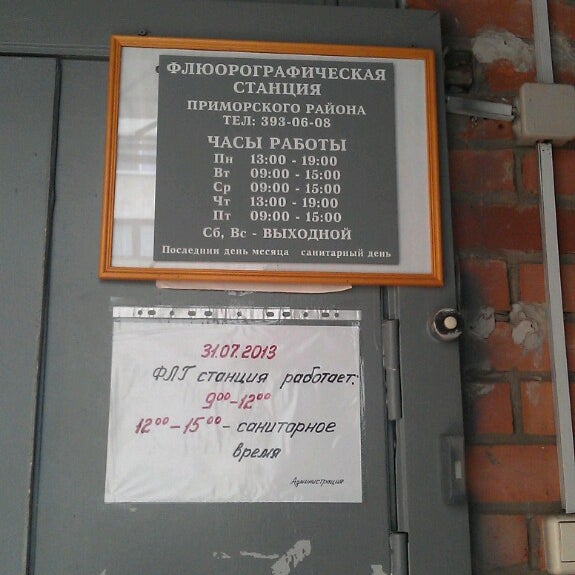 ФЛЮОРОГРАФИЧЕСКАЯ
СТАНЦИЯ
ПРИМОРСКОГО РАЙОНА
ТЕЛ: 393-06-08
ЧАСЫ РАБОТЫ
Пн 13:00 - 19:00
Вт 09:00 - 15:00
Ср 09:00 - 15:00
Чт 13:00 - 19:00
Пт 09:00 - 15:00
Сб, Вс - ВЫХОДНОЙ
Последнии день месяца санитарный день
31.07.2013
ФЛГ станция работает:
9⁰⁰-12⁰⁰
12⁰⁰-15⁰⁰- санитарное
время
Администрация